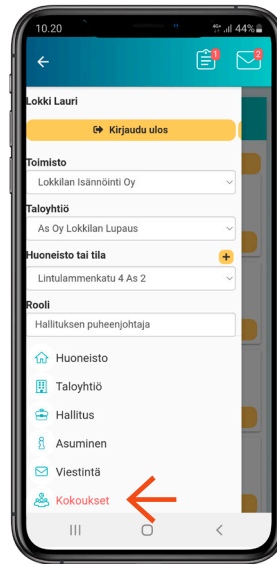 10.20
4G+ 44%
1
2
Lokki Lauri
Kirjaudu ulos
Toimisto
Lokkilan Isännöinti Oy
Taloyhtiö
As Oy Lokkilan Lupaus
Huoneisto tai tila
+
Lintulammenkatu 4 As 2
Rooli
Hallituksen puheenjohtaja
Huoneisto
Taloyhtiö
Hallitus
Asuminen
Viestintä
Kokoukset